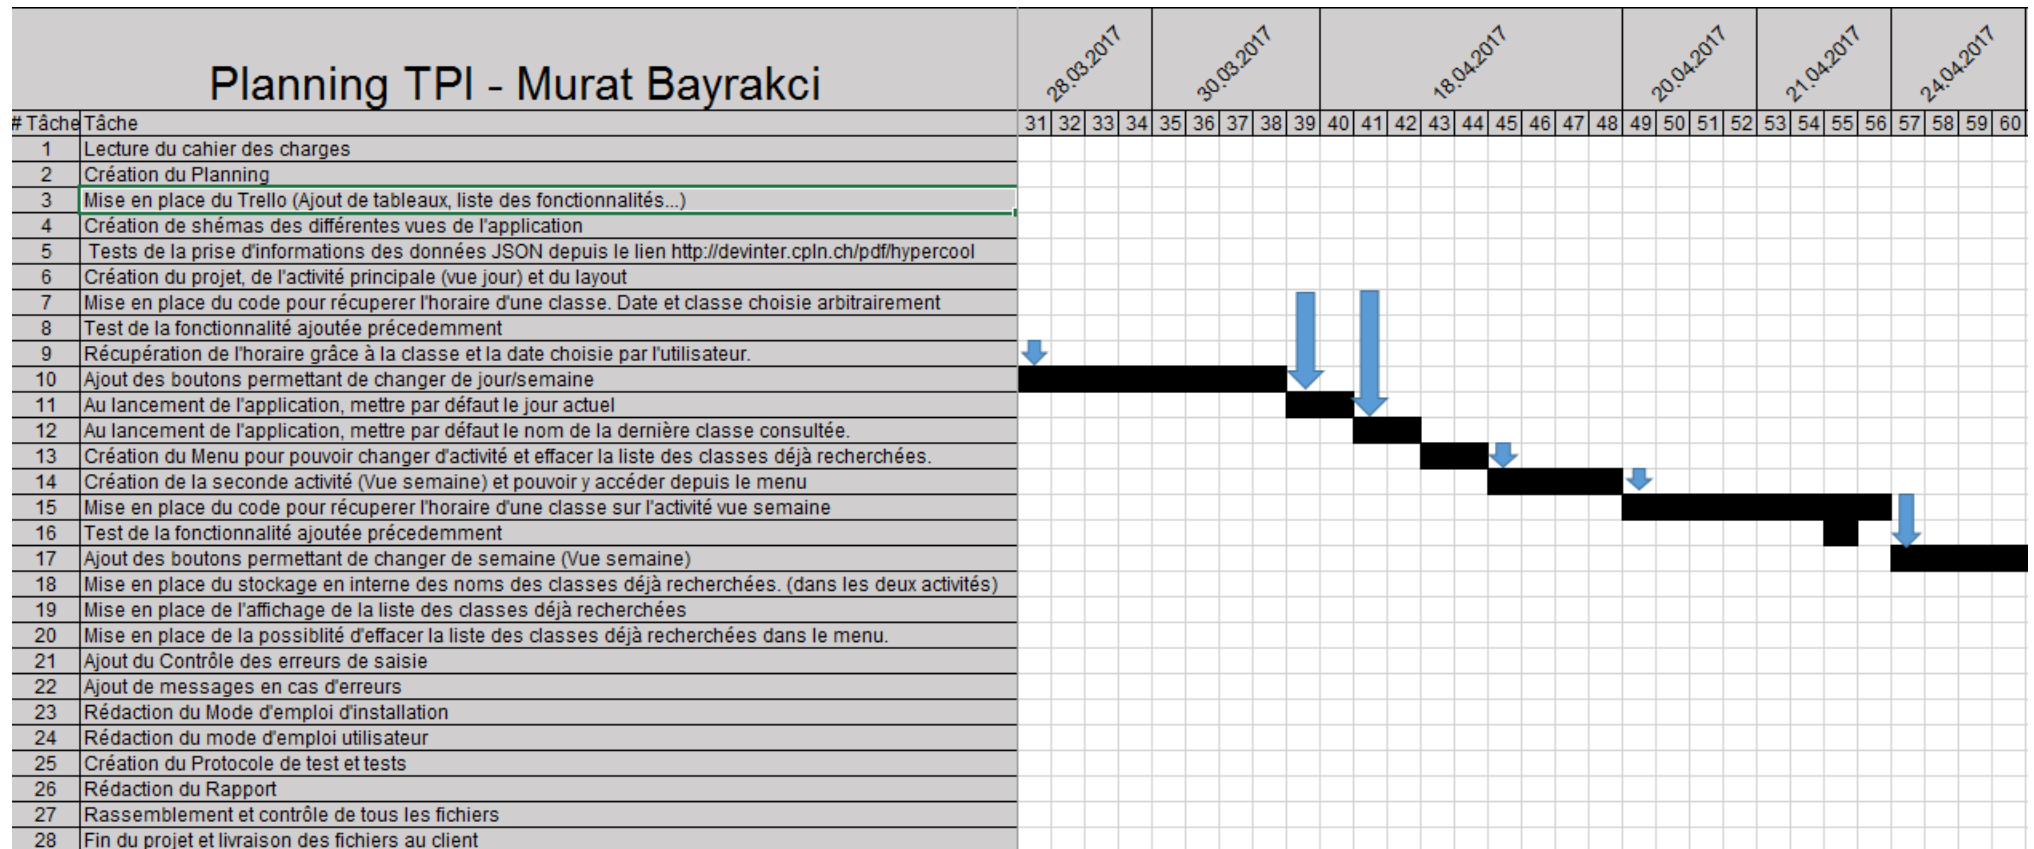 Planning TPI - Murat Bayrakci
28.03.2017 30.03.2017 18.04.2017 20.04.2017 21.04.2017 24.04.2017
# Tâche Tâche 31 32 33 34 35 36 37 38 39 40 41 42 43 44 45 46 47 48 49 50 51 52 53 54 55 56 57 58 59 60
1 Lecture du cahier des charges
2 Création du Planning
3 Mise en place du Trello (Ajout de tableaux, liste des fonctionnalités...)
4 Création de shémas des différentes vues de l'application
5 Tests de la prise d'informations des données JSON depuis le lien http://devinter.cpln.ch/pdf/hypercool
6 Création du projet, de l'activité principale (vue jour) et du layout
7 Mise en place du code pour récuperer l'horaire d'une classe. Date et classe choisie arbitrairement
8 Test de la fonctionnalité ajoutée précedemment
9 Récupération de l'horaire grâce à la classe et la date choisie par l'utilisateur.
10 Ajout des boutons permettant de changer de jour/semaine
11 Au lancement de l'application, mettre par défaut le jour actuel
12 Au lancement de l'application, mettre par défaut le nom de la dernière classe consultée.
13 Création du Menu pour pouvoir changer d'activité et effacer la liste des classes déjà recherchées.
14 Création de la seconde activité (Vue semaine) et pouvoir y accéder depuis le menu
15 Mise en place du code pour récuperer l'horaire d'une classe sur l'activité vue semaine
16 Test de la fonctionnalité ajoutée précedemment
17 Ajout des boutons permettant de changer de semaine (Vue semaine)
18 Mise en place du stockage en interne des noms des classes déjà recherchées. (dans les deux activités)
19 Mise en place de l'affichage de la liste des classes déjà recherchées
20 Mise en place de la possiblité d'effacer la liste des classes déjà recherchées dans le menu.
21 Ajout du Contrôle des erreurs de saisie
22 Ajout de messages en cas d'erreurs
23 Rédaction du Mode d'emploi d'installation
24 Rédaction du mode d'emploi utilisateur
25 Création du Protocole de test et tests
26 Rédaction du Rapport
27 Rassemblement et contrôle de tous les fichiers
28 Fin du projet et livraison des fichiers au client